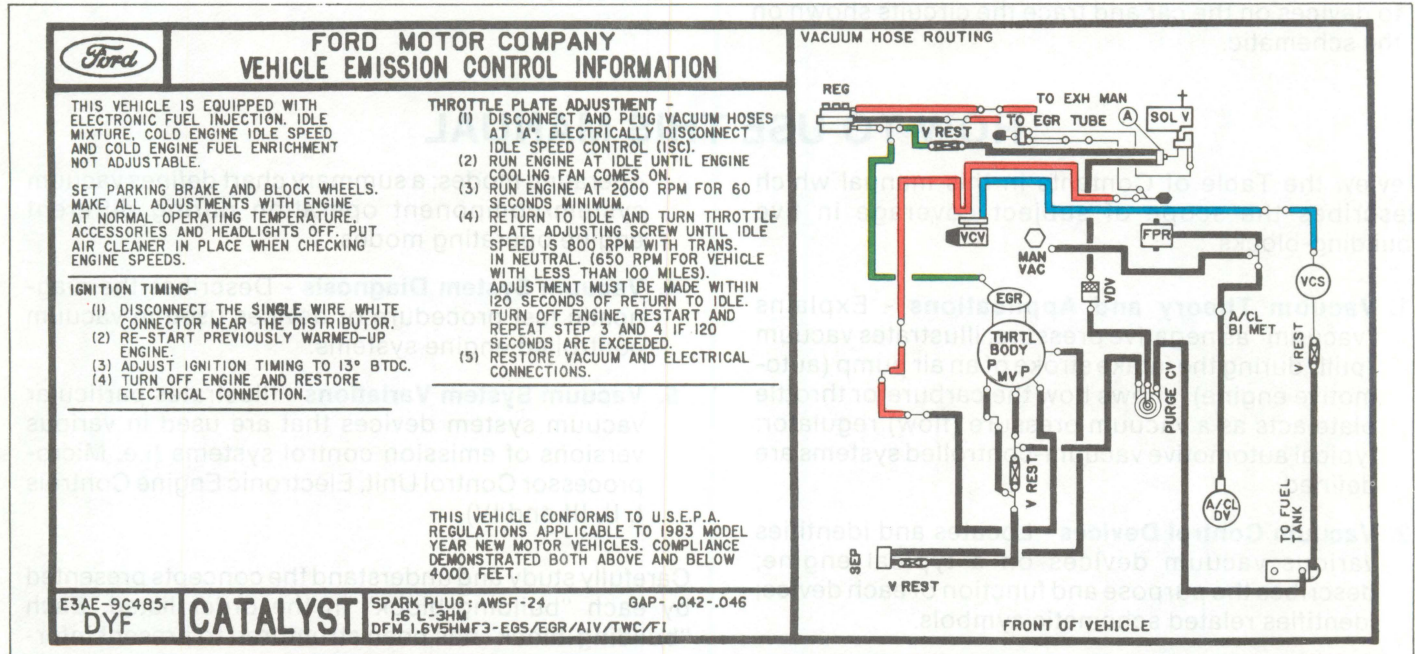 to devices on the car and trace the circuits shown on
the schematic.
Ford
FORD MOTOR COMPANY
VEHICLE EMISSION CONTROL INFORMATION
THIS VEHICLE IS EQUIPPED WITH
ELECTRONIC FUEL INJECTION. IDLE
MIXTURE, COLD ENGINE IDLE SPEED
AND COLD ENGINE FUEL ENRICHMENT
NOT ADJUSTABLE.
SET PARKING BRAKE AND BLOCK WHEELS.
MAKE ALL ADJUSTMENTS WITH ENGINE
AT NORMAL OPERATING TEMPERATURE,
ACCESSORIES AND HEADLIGHTS OFF. PUT
AIR CLEANER IN PLACE WHEN CHECKING
ENGINE SPEEDS.
IGNITION TIMING-
(1) DISCONNECT THE SINGLE WIRE WHITE
CONNECTOR NEAR THE DISTRIBUTOR.
(2) RE-START PREVIOUSLY WARMED-UP
ENGINE.
(3) ADJUST IGNITION TIMING TO 13° BTDC.
(4) TURN OFF ENGINE AND RESTORE
ELECTRICAL CONNECTION.
THROTTLE PLATE ADJUSTMENT -
(1) DISCONNECT AND PLUG VACUUM HOSES
AT "A". ELECTRICALLY DISCONNECT
IDLE SPEED CONTROL (ISC).
(2) RUN ENGINE AT IDLE UNTIL ENGINE
COOLING FAN COMES ON.
(3) RUN ENGINE AT 2000 RPM FOR 60
SECONDS MINIMUM.
(4) RETURN TO IDLE AND TURN THROTTLE
PLATE ADJUSTING SCREW UNTIL IDLE
SPEED IS 800 RPM WITH TRANS.
IN NEUTRAL. (650 RPM FOR VEHICLE
WITH LESS THAN 100 MILES).
ADJUSTMENT MUST BE MADE WITHIN
120 SECONDS OF RETURN TO IDLE.
TURN OFF ENGINE, RESTART AND
REPEAT STEP 3 AND 4 IF 120
SECONDS ARE EXCEEDED.
(5) RESTORE VACUUM AND ELECTRICAL
CONNECTIONS.
THIS VEHICLE CONFORMS TO U.S.E.P.A.
REGULATIONS APPLICABLE TO 1983 MODEL
YEAR NEW MOTOR VEHICLES. COMPLIANCE
DEMONSTRATED BOTH ABOVE AND BELOW
4000 FEET.
E3AE-9C485-
DYF
CATALYST
SPARK PLUG: AWSF-24 GAP: .042-.046
1.6 L-3HM
DFM 1.6V5HMF3-EGS/EGR/AIV/TWC/FI
VACUUM HOSE ROUTING
REG
TO EXH MAN
TO EGR TUBE
A
SOL V
V REST
VCV
MAN
VAC
FPR
VDV
VCS
EGR
THRTL
BODY
P MV P
A/CL
BI MET
V REST
PURGE CV
V REST
A/CL
DV
TO FUEL
TANK
SEP
V REST
FRONT OF VEHICLE